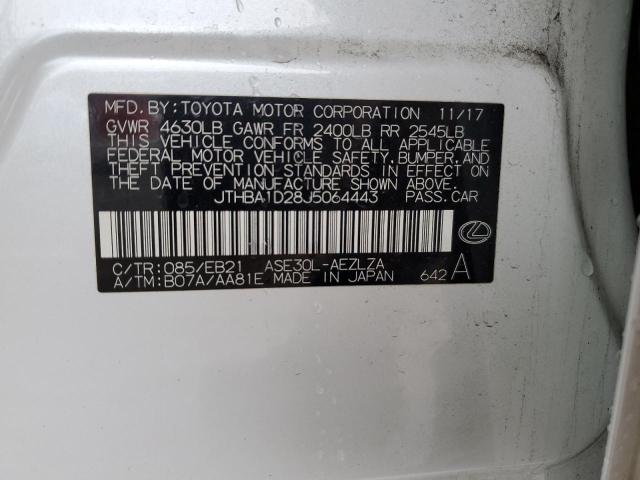 MFD. BY: TOYOTA MOTOR CORPORATION 11/17
GVWR 4630LB GAWR FR 2400LB RR 2545LB
THIS VEHICLE CONFORMS TO ALL APPLICABLE
FEDERAL MOTOR VEHICLE SAFETY, BUMPER, AND
THEFT PREVENTION STANDARDS IN EFFECT ON
THE DATE OF MANUFACTURE SHOWN ABOVE.
JTHBA1D28J5064443 PASS. CAR
C/TR: 085/EB21 ASE30L-AEZLZA
A/TM: B07A/AA81E MADE IN JAPAN 642 A